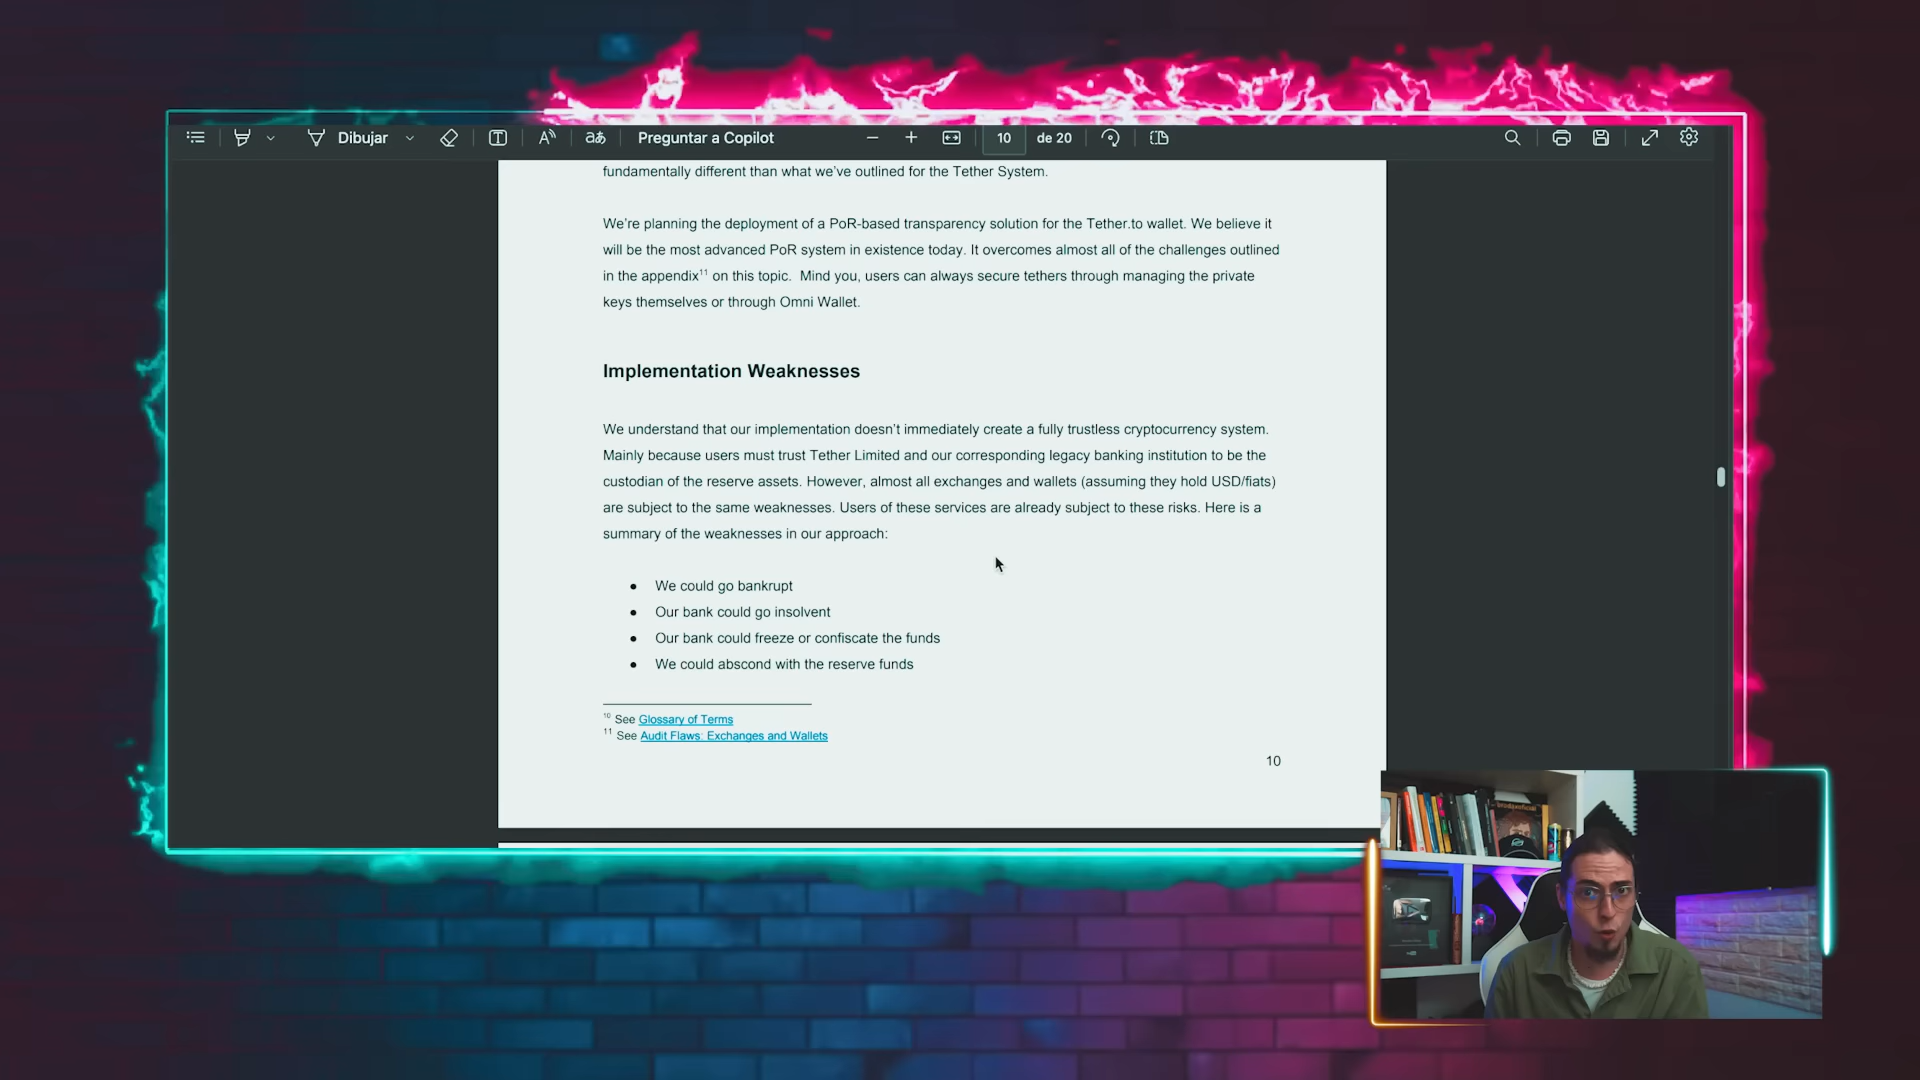 Dibujar
Preguntar a Copilot
10 de 20
fundamentally different than what we've outlined for the Tether System.
We're planning the deployment of a PoR-based transparency solution for the Tether.to wallet. We believe it
will be the most advanced PoR system in existence today. It overcomes almost all of the challenges outlined
in the appendix11 on this topic.  Mind you, users can always secure tethers through managing the private
keys themselves or through Omni Wallet.
Implementation Weaknesses
We understand that our implementation doesn't immediately create a fully trustless cryptocurrency system.
Mainly because users must trust Tether Limited and our corresponding legacy banking institution to be the
custodian of the reserve assets. However, almost all exchanges and wallets (assuming they hold USD/fiats)
are subject to the same weaknesses. Users of these services are already subject to these risks. Here is a
summary of the weaknesses in our approach:
● We could go bankrupt
● Our bank could go insolvent
● Our bank could freeze or confiscate the funds
● We could abscond with the reserve funds
10 See Glossary of Terms
11 See Audit Flaws: Exchanges and Wallets
10